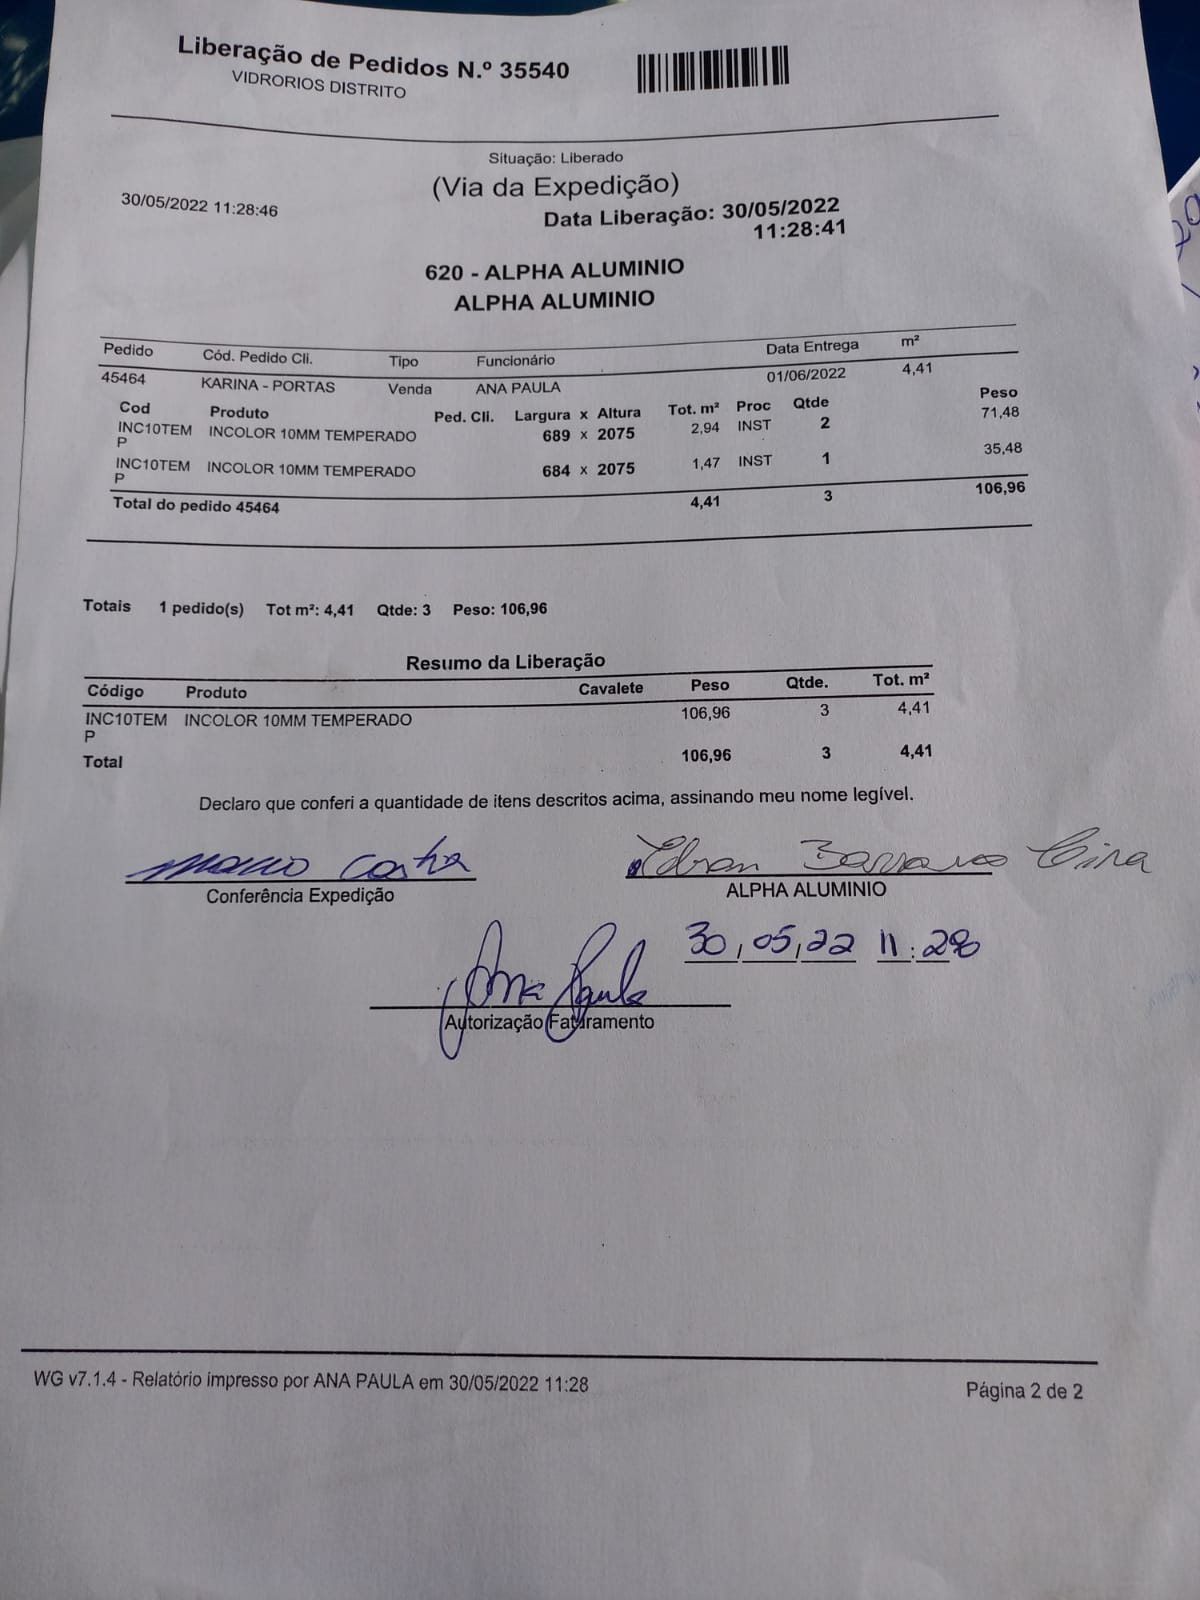 Liberação de Pedidos N.º 35540
VIDRORIOS DISTRITO
Situação: Liberado
(Via da Expedição)
30/05/2022 11:28:46
Data Liberação: 30/05/2022
11:28:41
620 - ALPHA ALUMINIO
ALPHA ALUMINIO
Pedido Cód. Pedido Cli. Tipo Funcionário Data Entrega m²
45464 KARINA - PORTAS Venda ANA PAULA 01/06/2022 4,41
Cod Produto Ped. Cli. Largura x Altura Tot. m² Proc Qtde Peso
INC10TEM INCOLOR 10MM TEMPERADO 689 x 2075 2,94 INST 2 71,48
P
INC10TEM INCOLOR 10MM TEMPERADO 684 x 2075 1,47 INST 1 35,48
P
Total do pedido 45464 4,41 3 106,96
Totais 1 pedido(s) Tot m²: 4,41 Qtde: 3 Peso: 106,96
Resumo da Liberação
Código Produto Cavalete Peso Qtde. Tot. m²
INC10TEM INCOLOR 10MM TEMPERADO 106,96 3 4,41
P
Total 106,96 3 4,41
Declaro que conferi a quantidade de itens descritos acima, assinando meu nome legível.
Costa
Conferência Expedição
ALPHA ALUMINIO
30,05,22 11:28
Ana Paula
Autorização Faturamento
WG v7.1.4 - Relatório impresso por ANA PAULA em 30/05/2022 11:28
Página 2 de 2